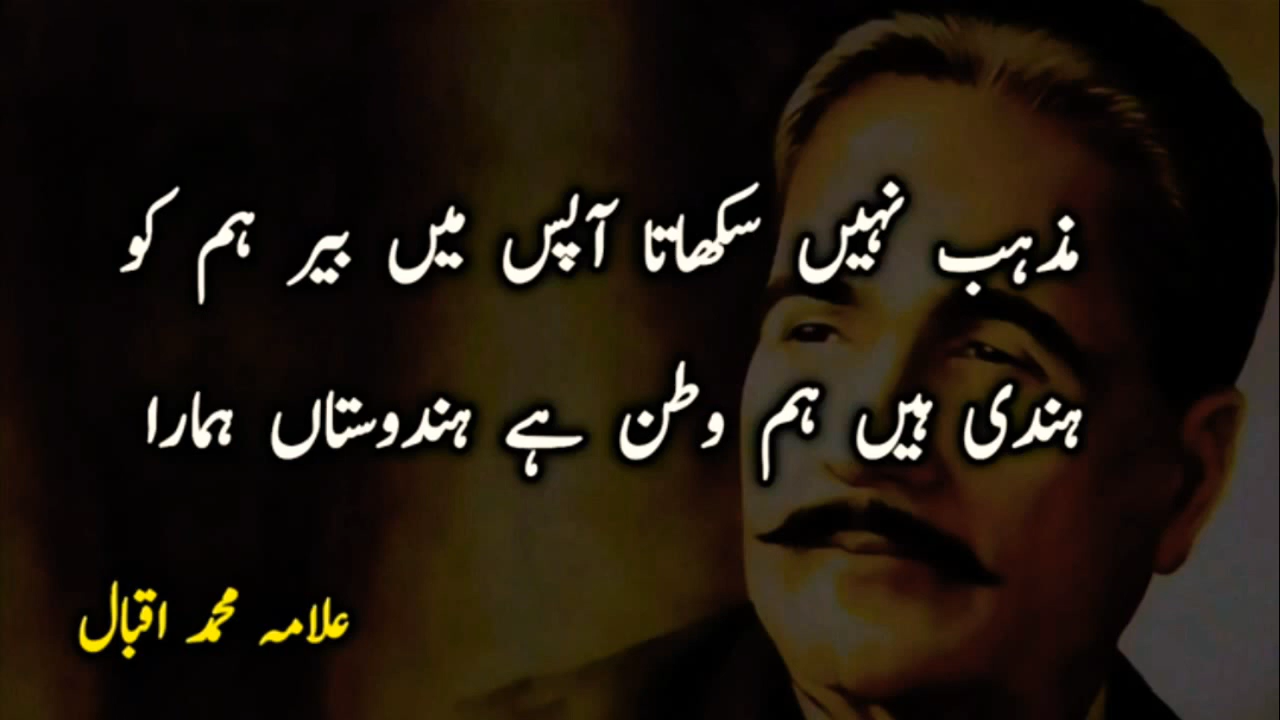 مذہب نہیں سکھاتا آپس میں بیر ہم کو
ہندی ہیں ہم وطن ہے ہندوستاں ہمارا
علامہ محمد اقبال